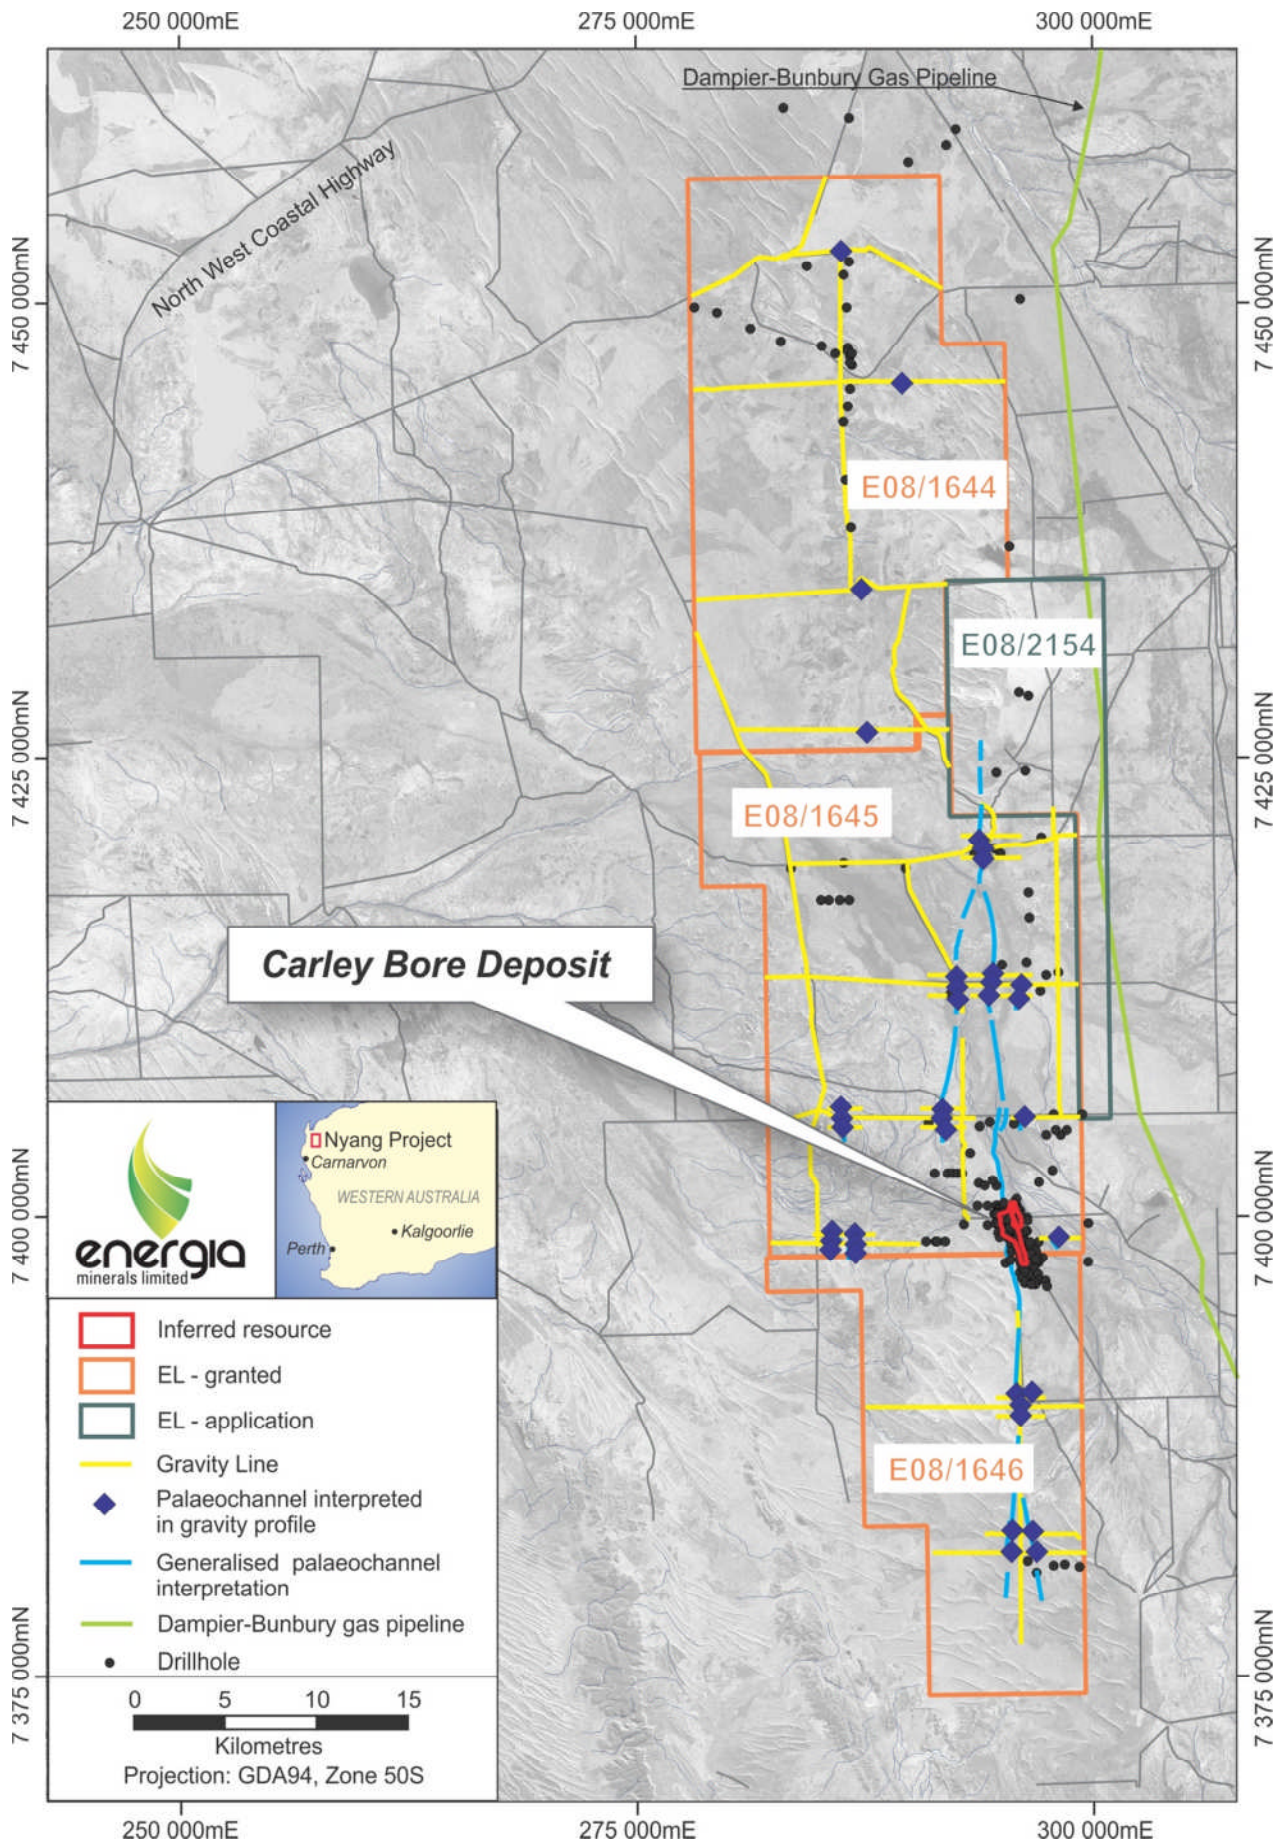 250 000mE
275 000mE
300 000mE
Dampier-Bunbury Gas Pipeline
North West Coastal Highway
7 450 000mN
7 450 000mN
E08/1644
E08/2154
7 425 000mN
7 425 000mN
E08/1645
Carley Bore Deposit
7 400 000mN
7 400 000mN
energia
minerals limited
Nyang Project
Carnarvon
WESTERN AUSTRALIA
Kalgoorlie
Perth
Inferred resource
EL - granted
EL - application
Gravity Line
Palaeochannel interpreted
in gravity profile
Generalised palaeochannel
interpretation
Dampier-Bunbury gas pipeline
Drillhole
E08/1646
7 375 000mN
7 375 000mN
0 5 10 15
Kilometres
Projection: GDA94, Zone 50S
250 000mE
275 000mE
300 000mE